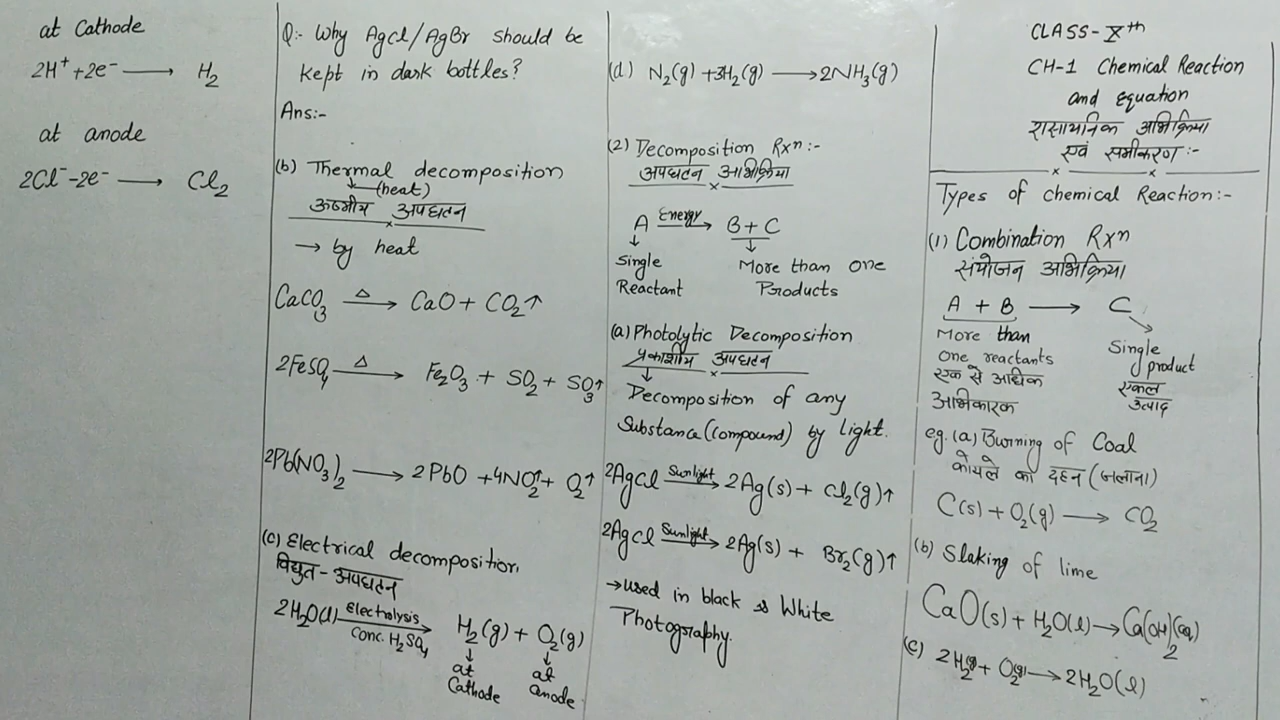 CLASS-Xth
CH-1 Chemical Reaction
and Equation
रासायनिक अभिक्रिया
एवं समीकरण:-
Types of chemical Reaction:-
(1) Combination Rxⁿ
संयोजन अभिक्रिया
A + B ⟶ C
More than
one reactants
एक से अधिक
अभिकारक
Single
product
एकल
उत्पाद
eg. (a) Burning of Coal
कोयले को दहन (जलाना)
C(s) + O₂(g) ⟶ CO₂
(b) Slaking of lime
CaO(s) + H₂O(l) ⟶ Ca(OH)₂(aq)
(c) 2H₂(g) + O₂(g) ⟶ 2H₂O(l)
(d) N₂(g) + 3H₂(g) ⟶ 2NH₃(g)
(2) Decomposition Rxⁿ:-
अपघटन अभिक्रिया
A Energy⟶ B + C
Single
Reactant
More than one
Products
(a) Photolytic Decomposition
प्रकाशीय अपघटन
Decomposition of any
Substance (compound) by light.
2AgCl Sunlight⟶ 2Ag(s) + Cl₂(g)↑
2AgCl Sunlight⟶ 2Ag(s) + Br₂(g)↑
→ used in black & White
Photography.
Q:- Why AgCl/AgBr should be
kept in dark bottles?
Ans:-
(b) Thermal decomposition
(heat)
ऊष्मीय अपघटन
→ by heat
CaCO₃ Δ⟶ CaO + CO₂↑
2FeSO₄ Δ⟶ Fe₂O₃ + SO₂ + SO₃↑
2Pb(NO₃)₂ ⟶ 2PbO + 4NO₂↑ + O₂↑
(c) Electrical decomposition
विद्युत-अपघटन
2H₂O(l) Electrolysis⟶ H₂(g) + O₂(g)
Conc. H₂SO₄
at
Cathode
at
anode
at Cathode
2H⁺ + 2e⁻ ⟶ H₂
at anode
2Cl⁻ - 2e⁻ ⟶ Cl₂